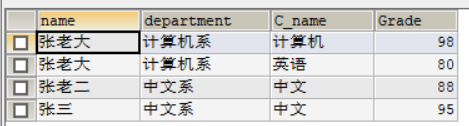 name department C_name Grade
张老大 计算机系 计算机 98
张老大 计算机系 英语 80
张老二 中文系 中文 88
张三 中文系 中文 95